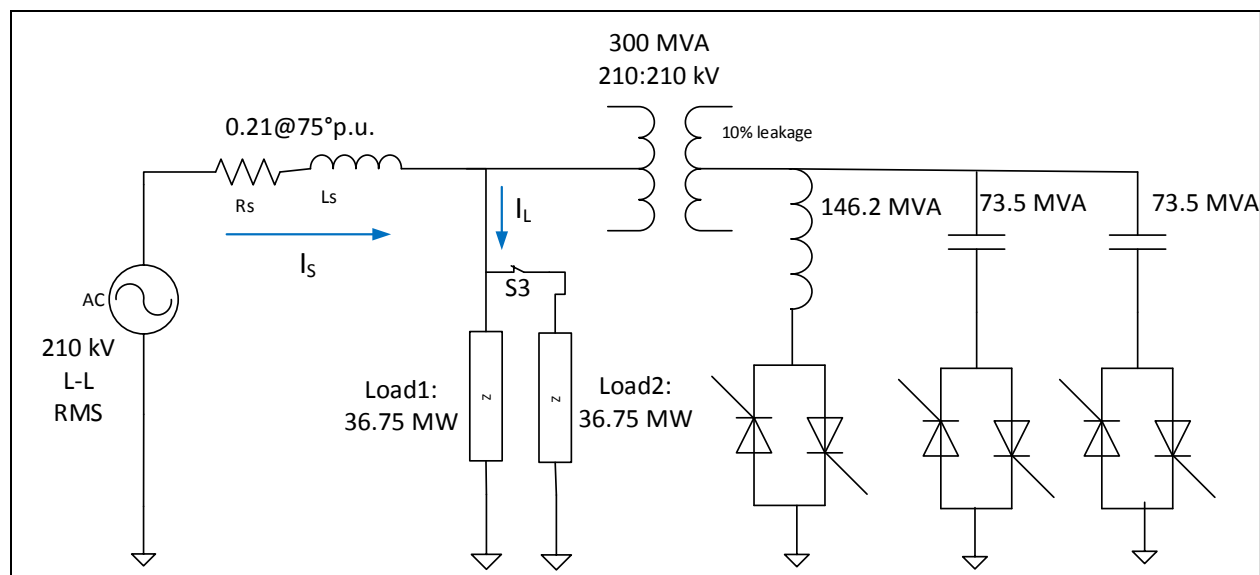 300 MVA
210:210 kV
10% leakage
0.21@75°p.u.
Rs
Ls
IS
IL
S3
AC
210 kV
L-L
RMS
Load1:
36.75 MW
Z
Z
Load2:
36.75 MW
146.2 MVA
73.5 MVA
73.5 MVA